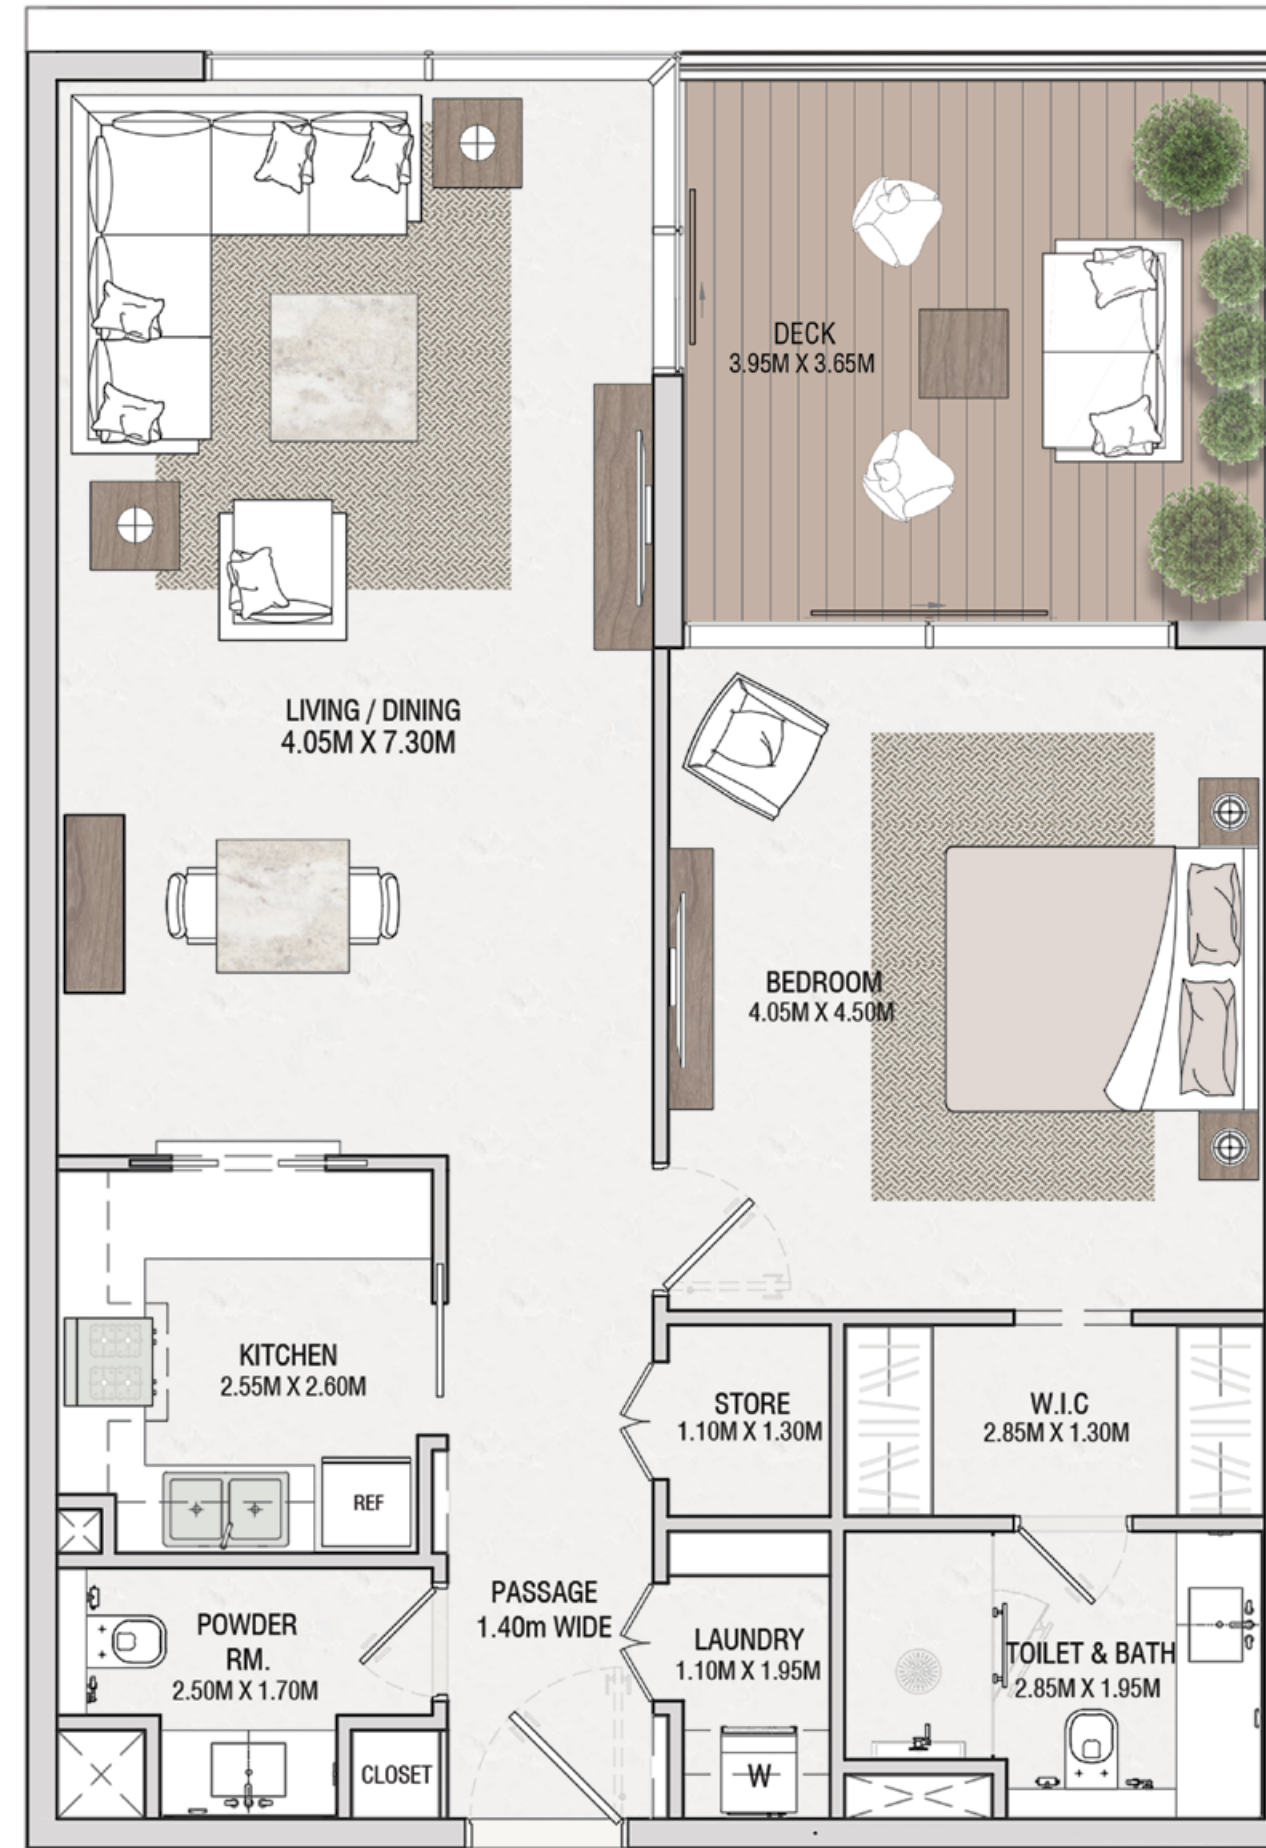 DECK
3.95M X 3.65M
LIVING / DINING
4.05M X 7.30M
BEDROOM
4.05M X 4.50M
KITCHEN
2.55M X 2.60M
STORE
1.10M X 1.30M
W.I.C
2.85M X 1.30M
REF
PASSAGE
1.40m WIDE
POWDER
RM.
2.50M X 1.70M
LAUNDRY
1.10M X 1.95M
TOILET & BATH
2.85M X 1.95M
CLOSET
W